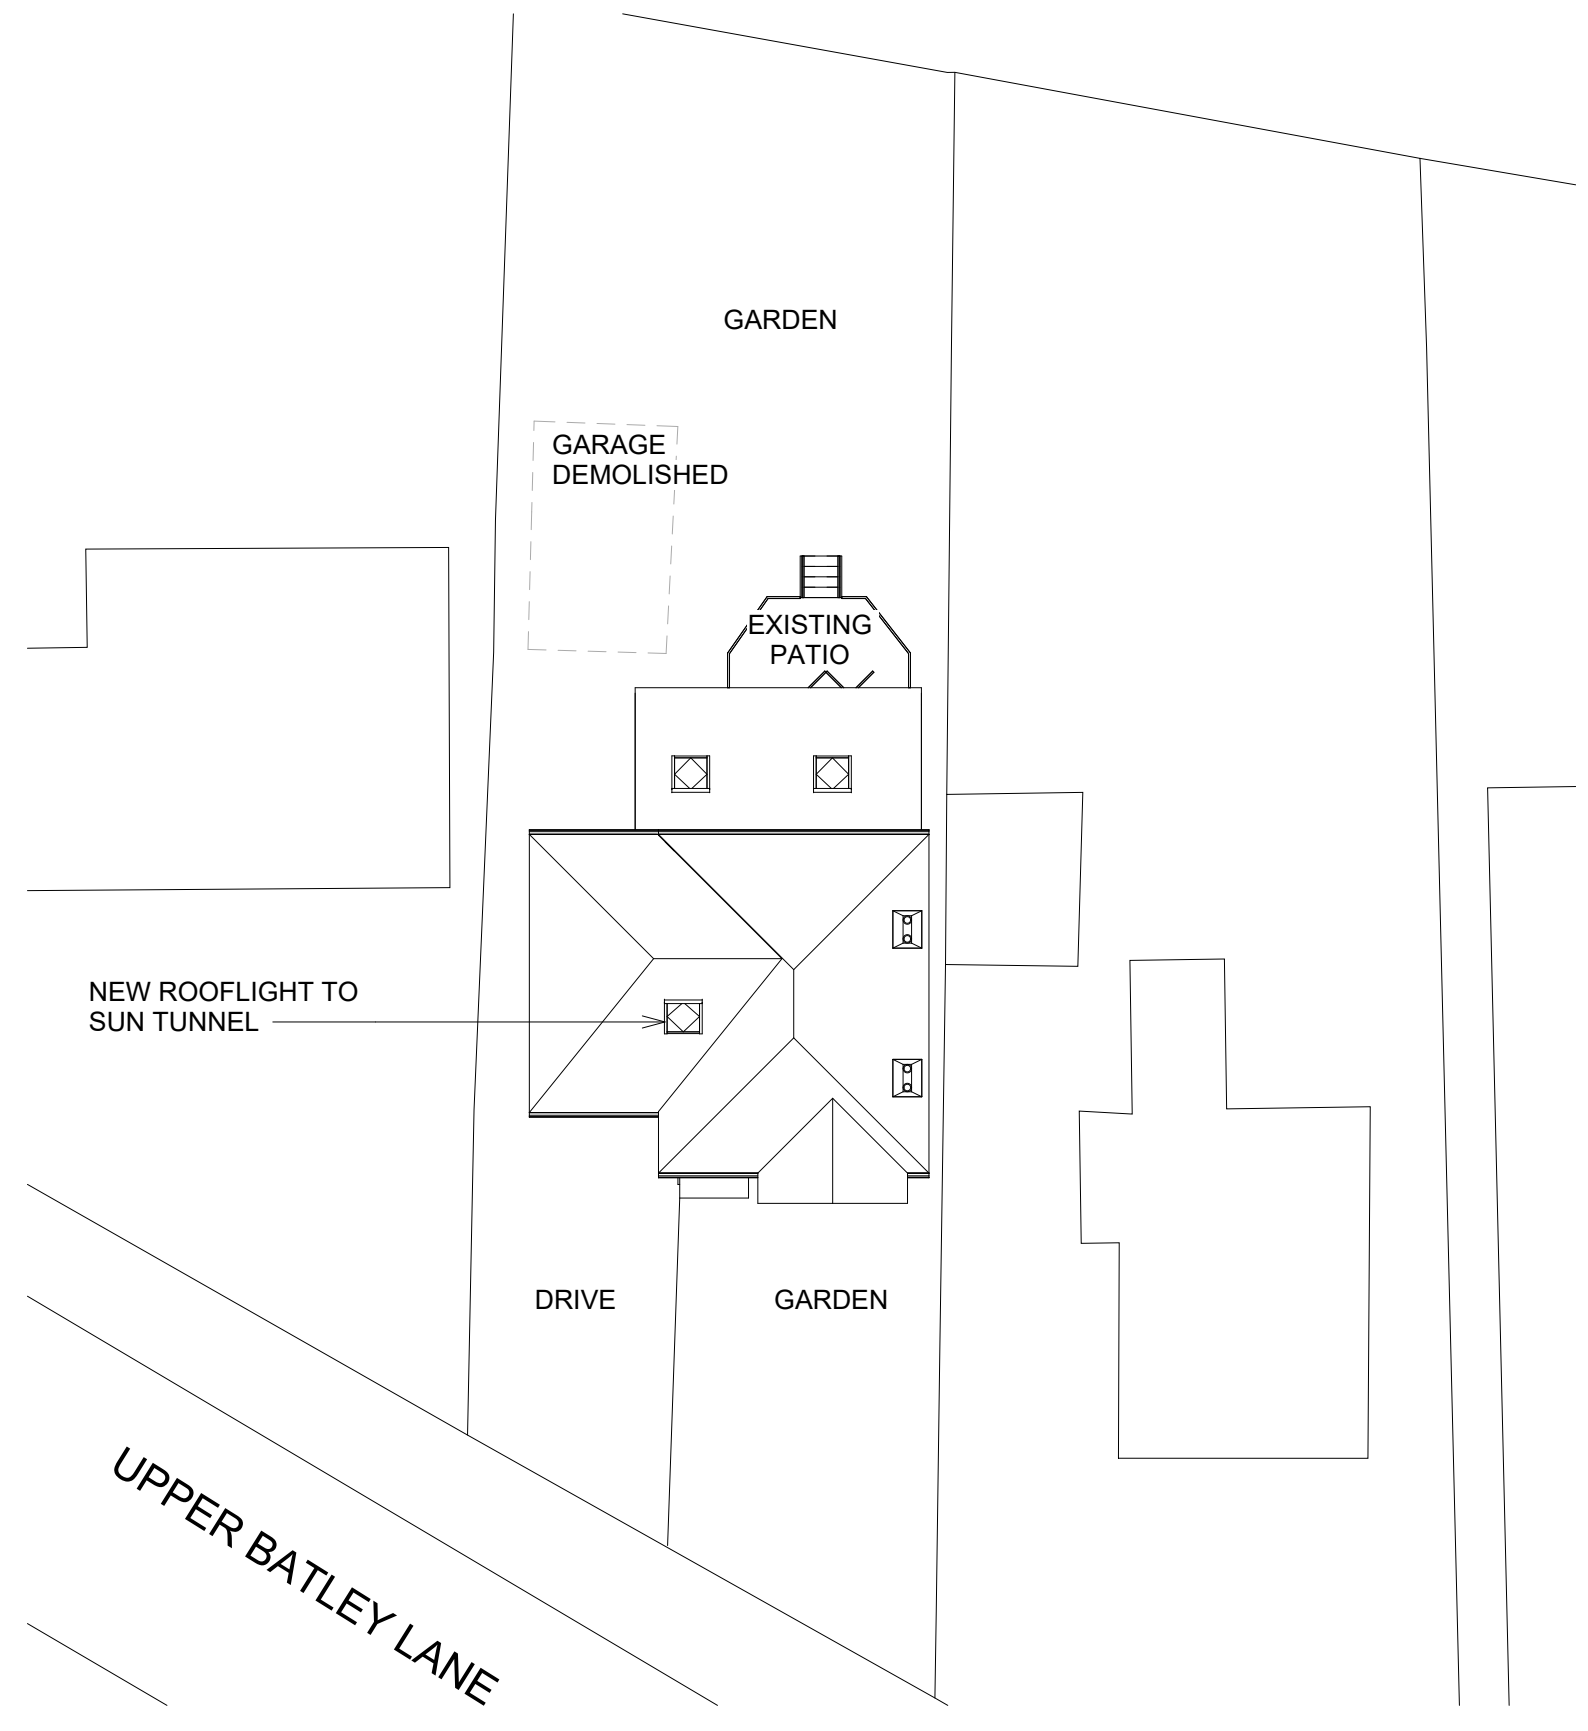 GARDEN
GARAGE
DEMOLISHED
EXISTING
PATIO
NEW ROOFLIGHT TO
SUN TUNNEL
DRIVE
GARDEN
UPPER BATLEY LANE